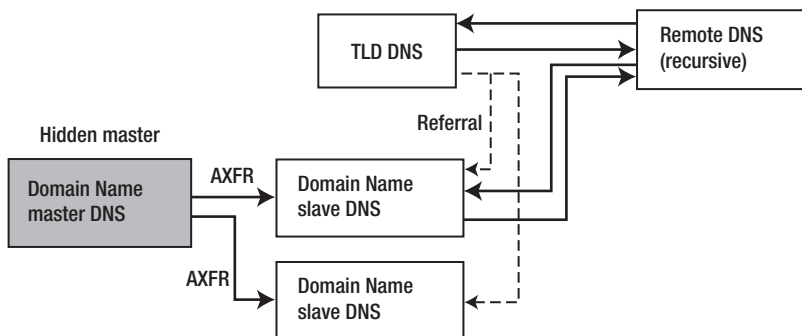 TLD DNS
Remote DNS
(recursive)
Referral
Hidden master
Domain Name
master DNS
AXFR
Domain Name
slave DNS
AXFR
Domain Name
slave DNS